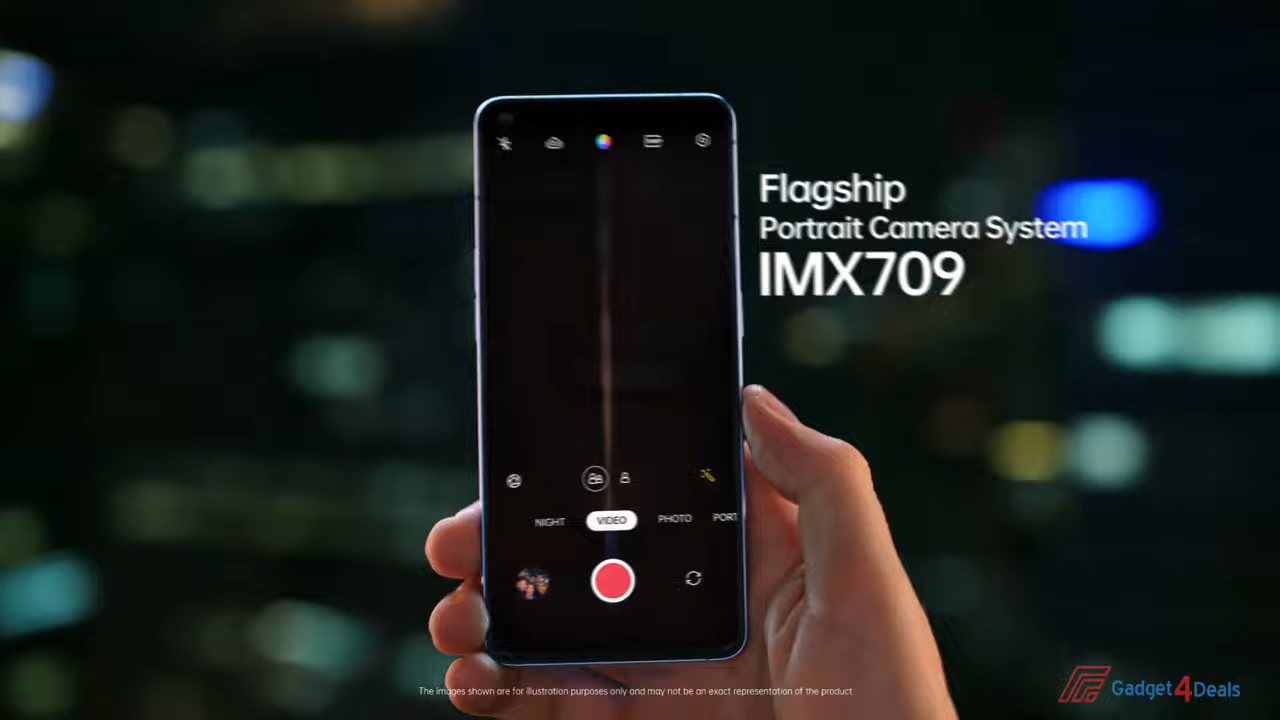 Flagship
Portrait Camera System
IMX709
NIGHT VIDEO PHOTO PORT
The images shown are for illustration purposes only and may not be an exact representation of the product
Gadget4Deals